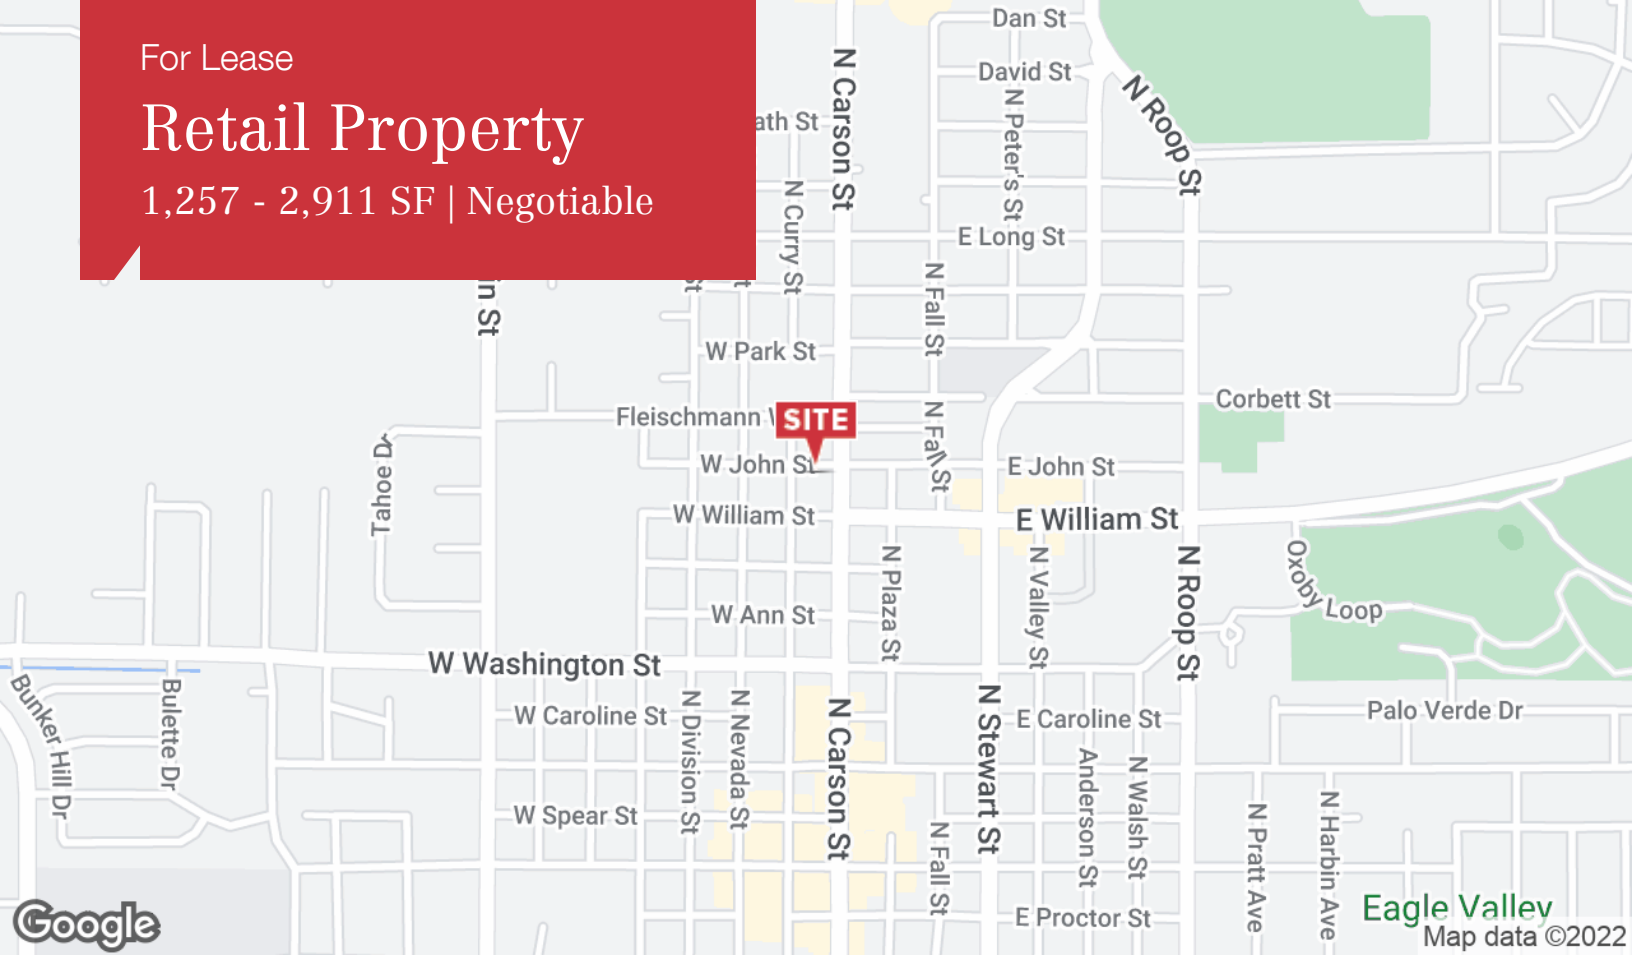 For Lease
Retail Property
1,257 - 2,911 SF | Negotiable
Dan St
David St
N Carson St
N Roop St
N Peter's St
N Curry St
E Long St
N Fall St
W Park St
Corbett St
Fleischmann
SITE
N Fall St
W John St
E John St
Tahoe Dr
W William St
E William St
N Plaza St
N Valley St
N Roop St
Oxoby Loop
W Ann St
W Washington St
Bunker Hill Dr
Bulette Dr
W Caroline St
N Division St
N Nevada St
N Carson St
N Stewart St
E Caroline St
Palo Verde Dr
Anderson St
N Walsh St
W Spear St
N Fall St
N Pratt Ave
N Harbin Ave
E Proctor St
Eagle Valley
Google
Map data ©2022